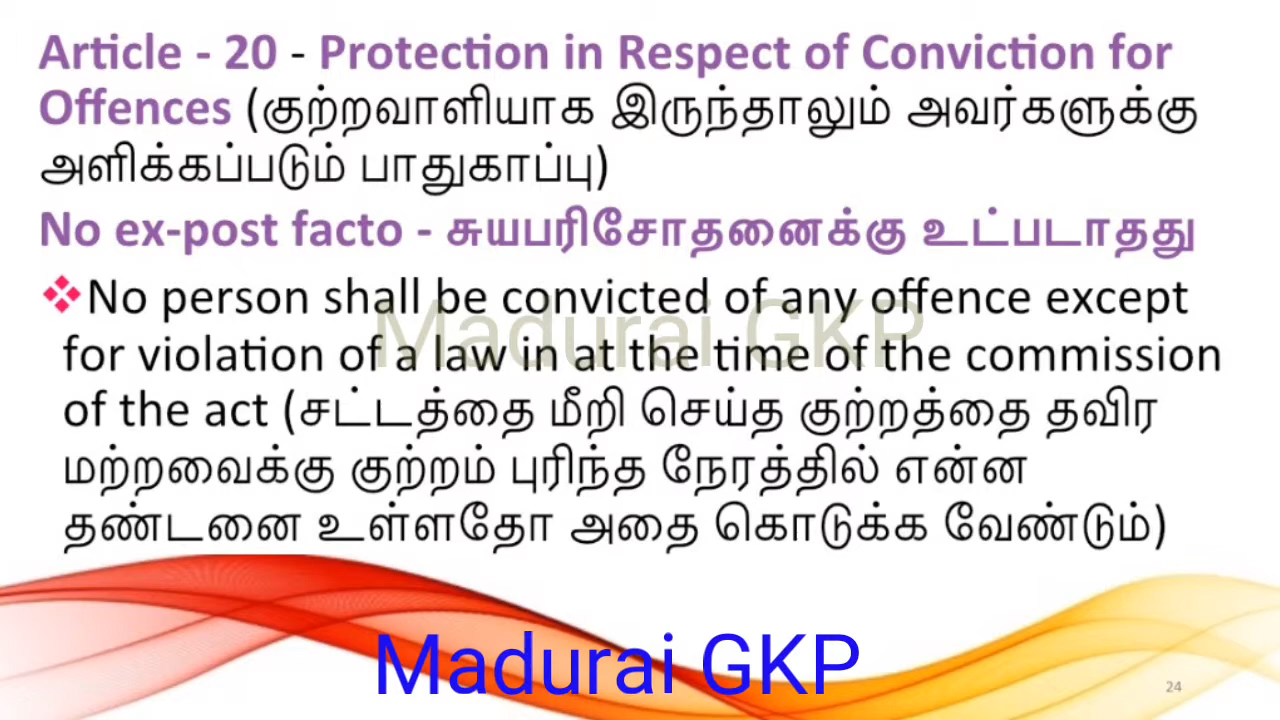 Article - 20 - Protection in Respect of Conviction for
Offences (குற்றவாளியாக இருந்தாலும் அவர்களுக்கு
அளிக்கப்படும் பாதுகாப்பு)
No ex-post facto - சுயபரிசோதனைக்கு உட்படாதது
❖No person shall be convicted of any offence except
for violation of a law in at the time of the commission
of the act (சட்டத்தை மீறி செய்த குற்றத்தை தவிர
மற்றவைக்கு குற்றம் புரிந்த நேரத்தில் என்ன
தண்டனை உள்ளதோ அதை கொடுக்க வேண்டும்)
Madurai GKP
Madurai GKP
24